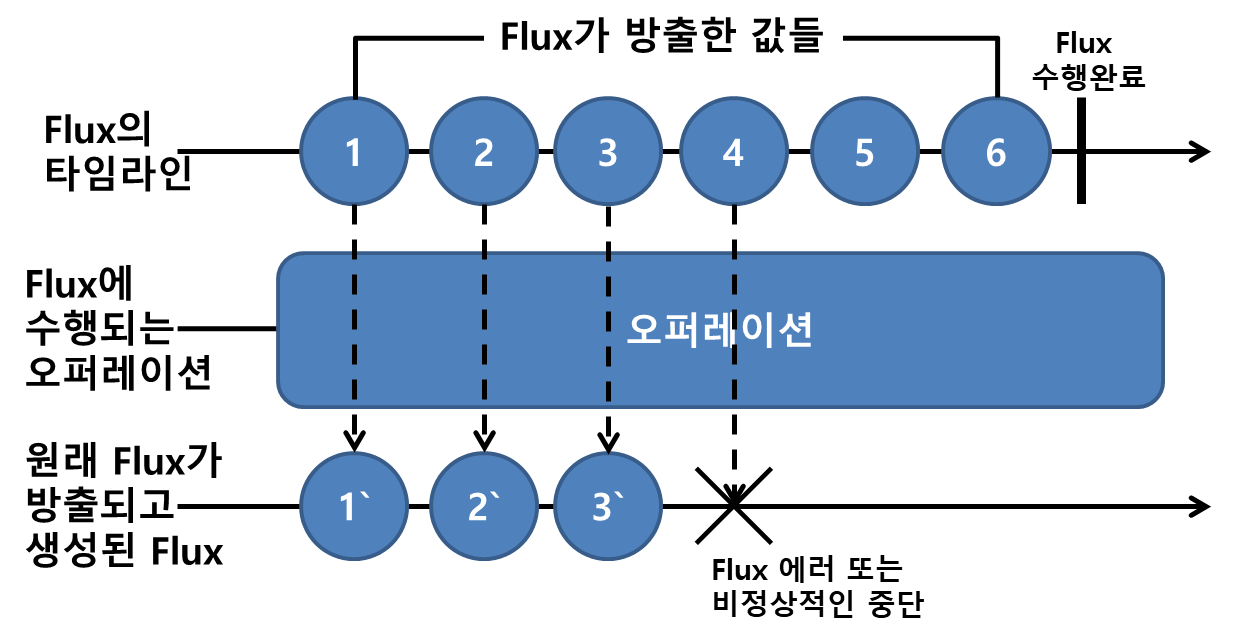 Flux가 방출한 값들
Flux
수행완료
Flux의
타임라인
1 2 3 4 5 6
Flux에
수행되는
오퍼레이션
오퍼레이션
원래 Flux가
방출되고
생성된 Flux
1` 2` 3`
Flux 에러 또는
비정상적인 중단